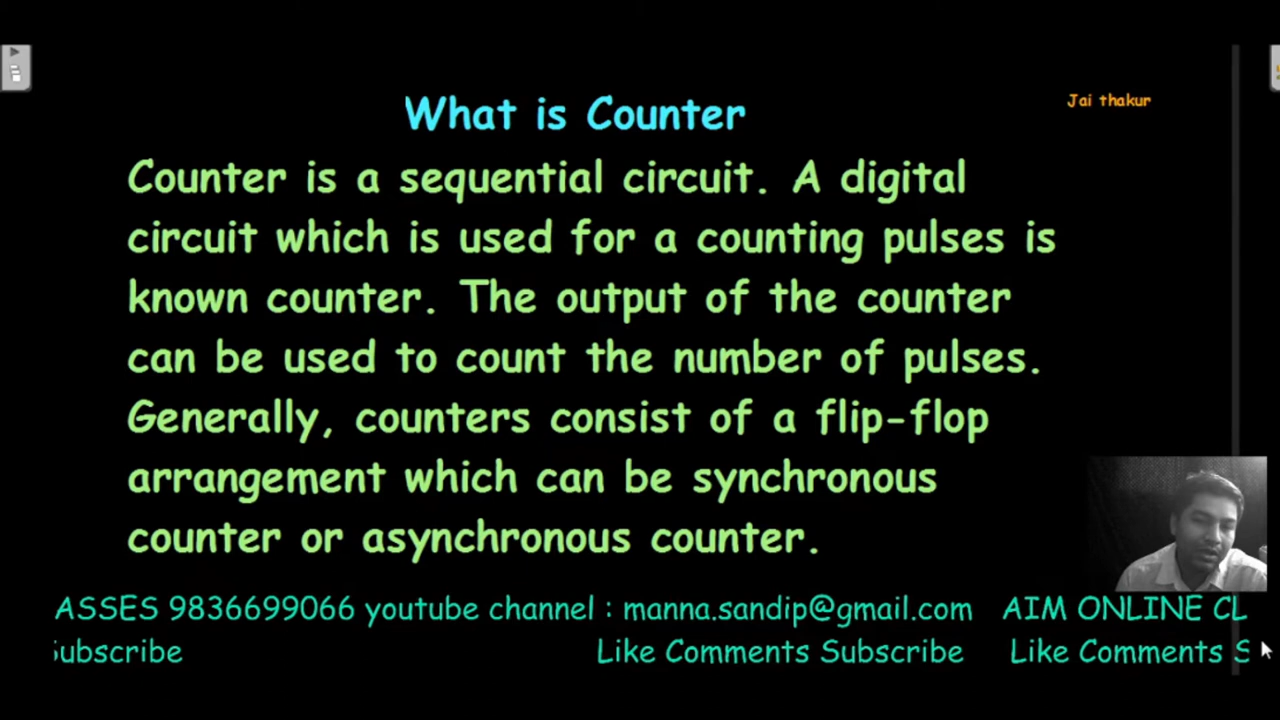 What is Counter
Jai thakur
Counter is a sequential circuit. A digital
circuit which is used for a counting pulses is
known counter. The output of the counter
can be used to count the number of pulses.
Generally, counters consist of a flip-flop
arrangement which can be synchronous
counter or asynchronous counter.
ASSES 9836699066 youtube channel : manna.sandip@gmail.com AIM ONLINE CL
ubscribe Like Comments Subscribe Like Comments S